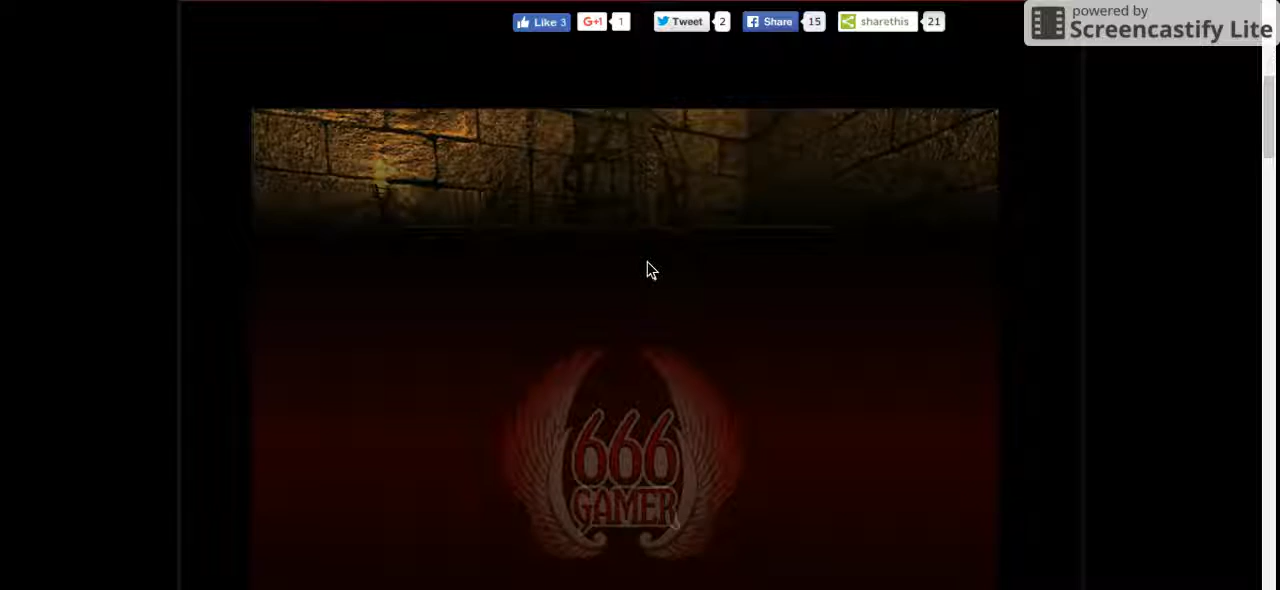 Like 3
G+1 1
Tweet 2
Share 15
sharethis 21
powered by
Screencastify Lite
666
GAMER